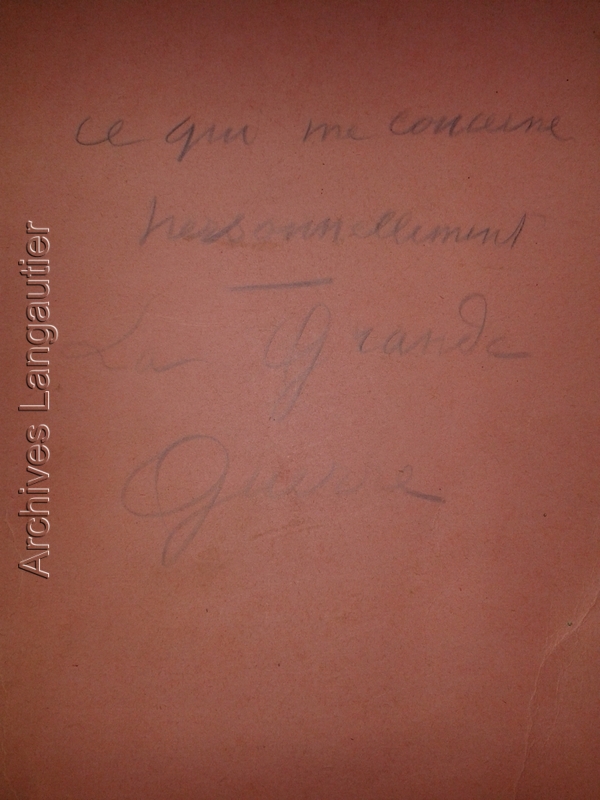 ce qui me concerne
personnellement
La Grande
Guerre
Archives Langautier